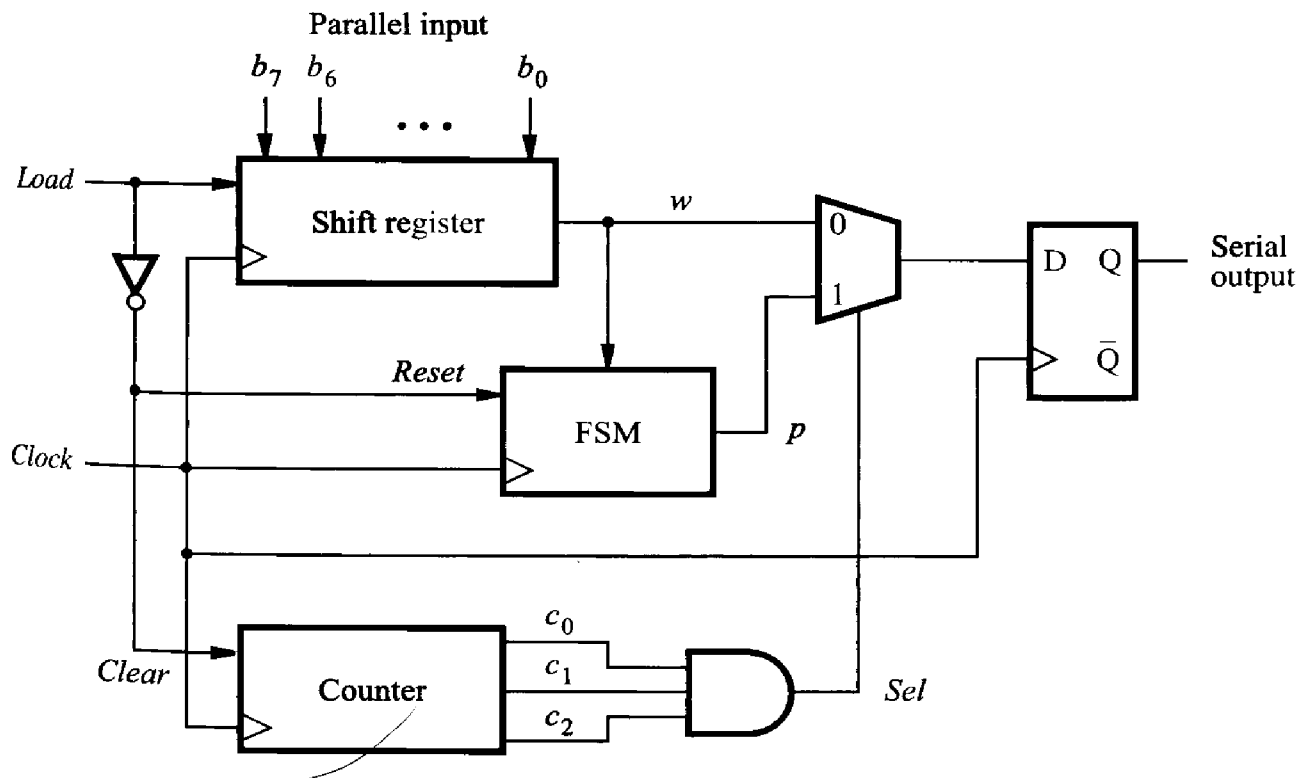 Parallel input
b₇ b₆ b₀
• • •
Load
Shift register
w
0
1
D Q
Q̄
Serial
output
Reset
FSM
p
Clock
c₀
c₁
c₂
Clear
Counter
Sel